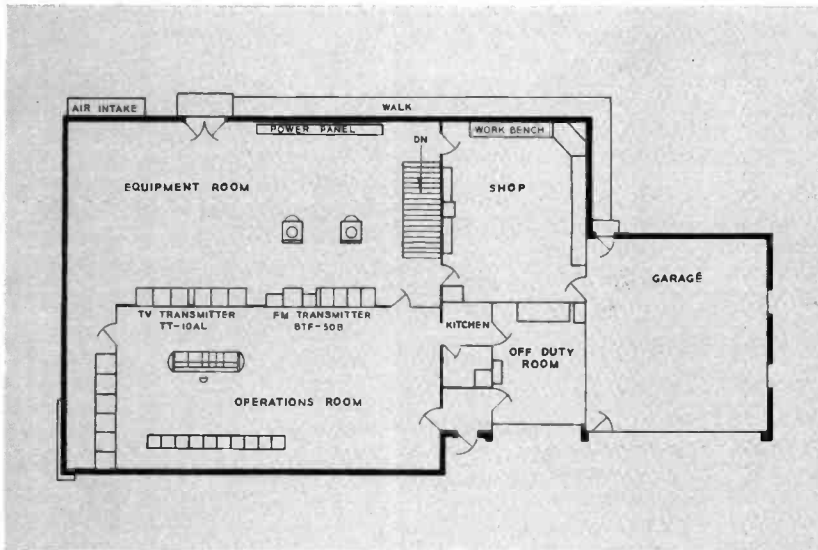 AIR INTAKE
WALK
POWER PANEL
WORK BENCH
DN
EQUIPMENT ROOM
SHOP
GARAGE
TV TRANSMITTER
TT-10AL
FM TRANSMITTER
BTF-50B
KITCHEN
OFF DUTY
ROOM
OPERATIONS ROOM